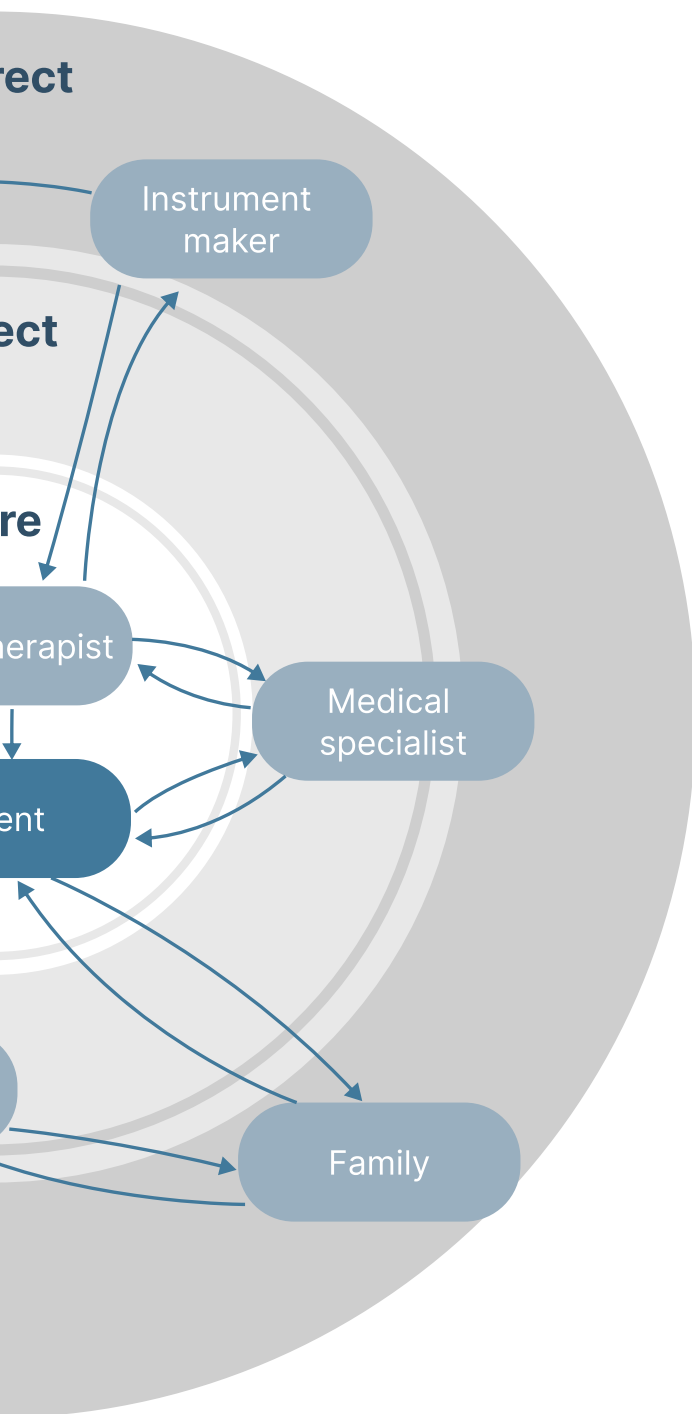 rect
Instrument
maker
ect
re
herapist
Medical
specialist
ent
Family